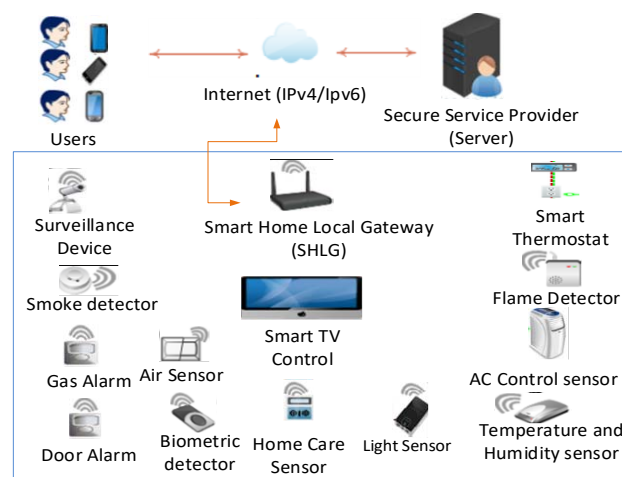 Users
Internet (IPv4/Ipv6)
Secure Service Provider
(Server)
Surveillance
Device
Smart Home Local Gateway
(SHLG)
Smart
Thermostat
Smoke detector
Flame Detector
Smart TV
Control
Gas Alarm
Air Sensor
AC Control sensor
Door Alarm
Biometric
detector
Home Care
Sensor
Light Sensor
Temperature and
Humidity sensor